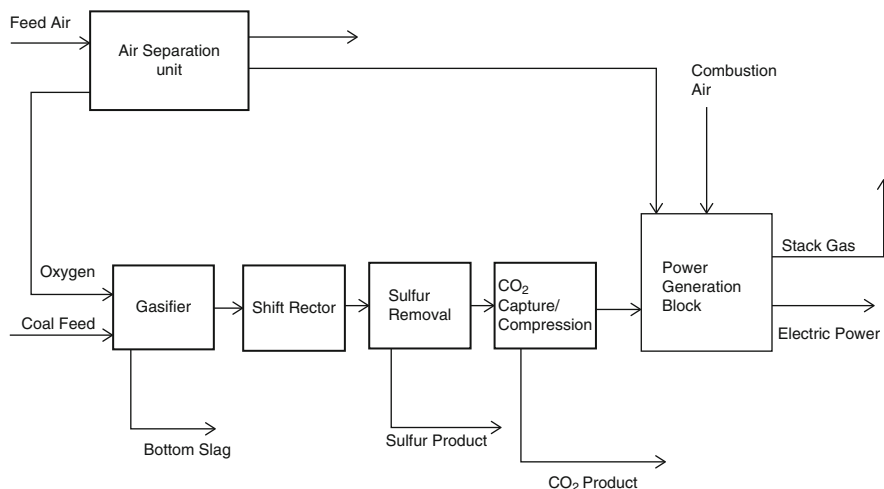 Feed Air
Air Separation
unit
Combustion
Air
Oxygen
Coal Feed
Gasifier
Shift Rector
Sulfur
Removal
CO₂
Capture/
Compression
Power
Generation
Block
Stack Gas
Electric Power
Bottom Slag
Sulfur Product
CO₂ Product